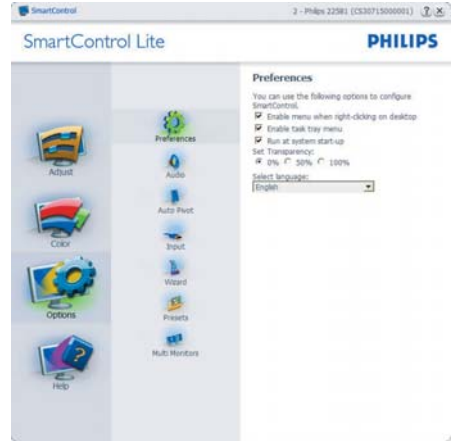 SmartControl
2 - Philips 225B1 (CS30715000001)
SmartControl Lite
PHILIPS
Adjust
Color
Options
Help
Preferences
Audio
Auto Pivot
Input
Wizard
Presets
Multi Monitors
Preferences
You can use the following options to configure
SmartControl.
Enable menu when right-clicking on desktop
Enable task tray menu
Run at system start-up
Set Transparency:
0% 50% 100%
Select language:
English